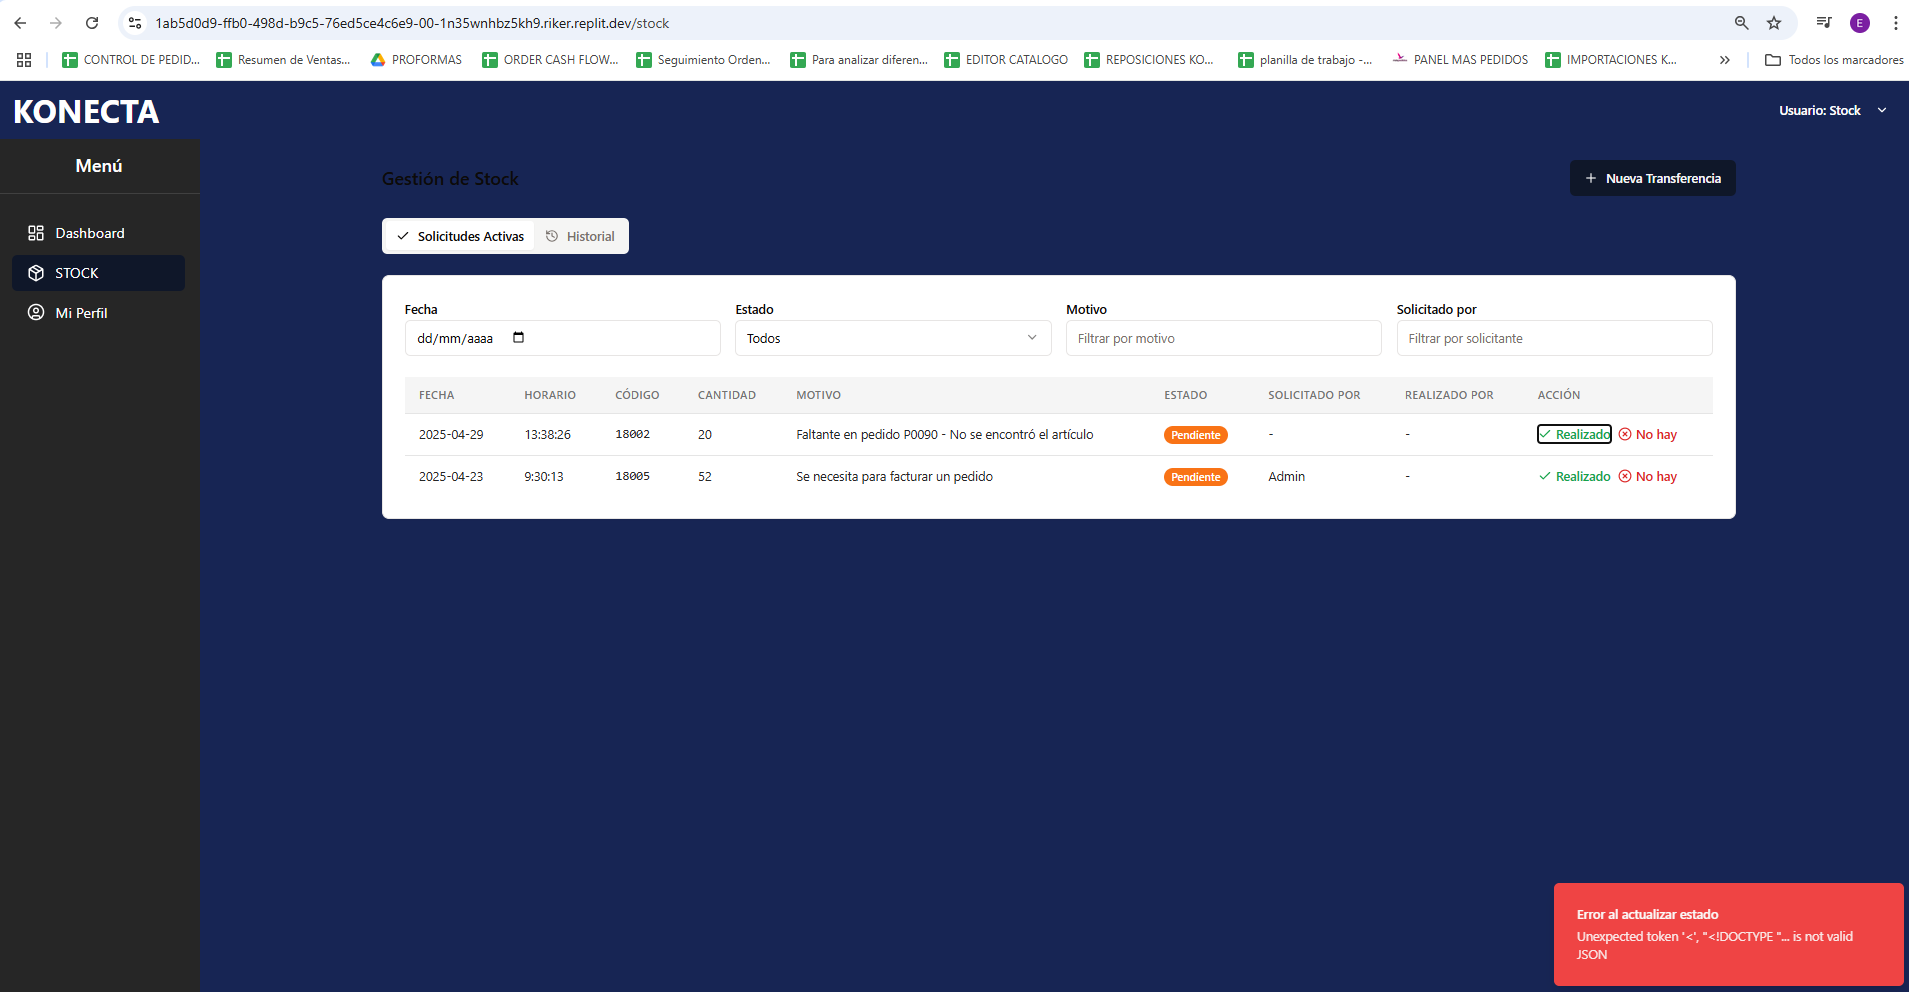 1ab5d0d9-ffb0-498d-b9c5-76ed5ce4c6e9-00-1n35wnhbz5kh9.riker.replit.dev/stock
E
CONTROL DE PEDID... Resumen de Ventas... PROFORMAS ORDER CASH FLOW... Seguimiento Orden... Para analizar diferen... EDITOR CATALOGO REPOSICIONES KO... planilla de trabajo -... PANEL MAS PEDIDOS IMPORTACIONES K... » Todos los marcadores
KONECTA
Usuario: Stock
Menú
Dashboard
STOCK
Mi Perfil
Gestión de Stock
+ Nueva Transferencia
Solicitudes Activas Historial
Fecha Estado Motivo Solicitado por
dd/mm/aaaa Todos Filtrar por motivo Filtrar por solicitante
FECHA HORARIO CÓDIGO CANTIDAD MOTIVO ESTADO SOLICITADO POR REALIZADO POR ACCIÓN
2025-04-29 13:38:26 18002 20 Faltante en pedido P0090 - No se encontró el artículo Pendiente - - Realizado No hay
2025-04-23 9:30:13 18005 52 Se necesita para facturar un pedido Pendiente Admin - Realizado No hay
Error al actualizar estado
Unexpected token '<', "<!DOCTYPE "... is not valid
JSON